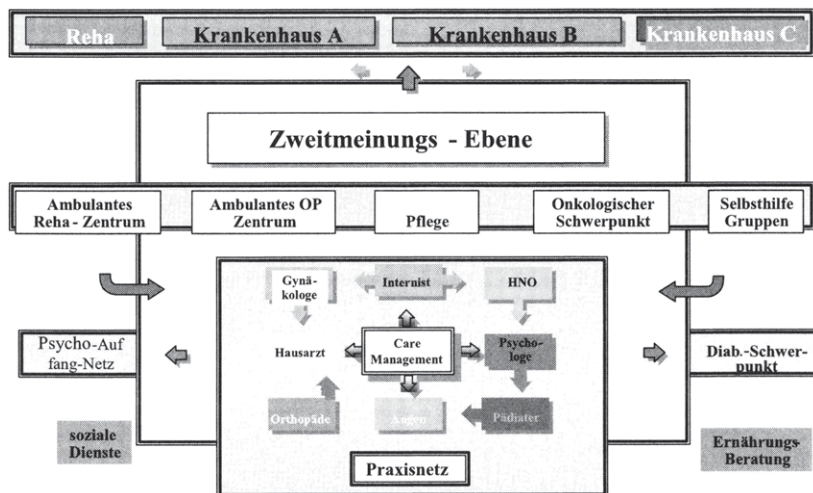 Reha Krankenhaus A Krankenhaus B Krankenhaus C
Zweitmeinungs - Ebene
Ambulantes
Reha - Zentrum
Ambulantes OP
Zentrum
Pflege
Onkologischer
Schwerpunkt
Selbsthilfe
Gruppen
Gynä-
kologe
Internist
HNO
Hausarzt
Care
Management
Psycho-
loge
Orthopäde
Augen
Pädiater
Praxisnetz
Psycho-Auf
fang-Netz
Diab.-Schwer-
punkt
soziale
Dienste
Ernährungs-
Beratung